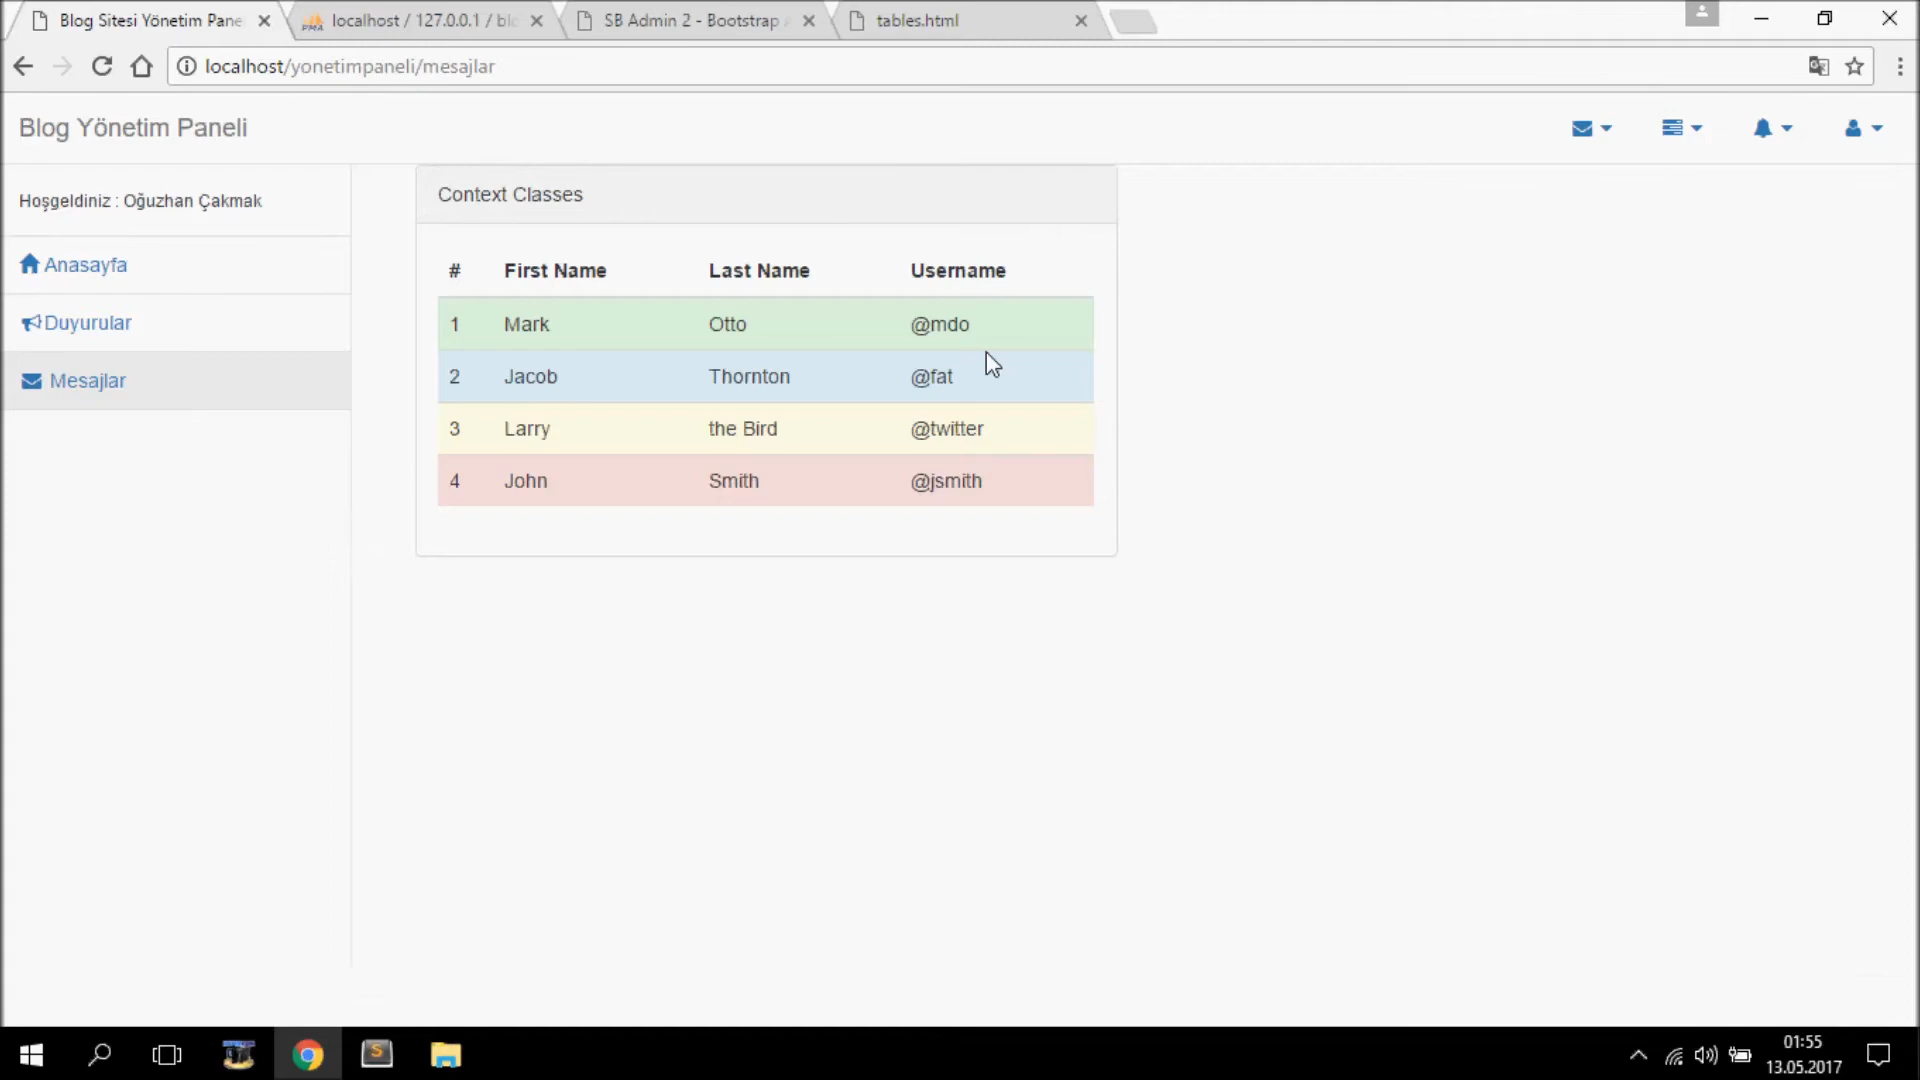 Blog Sitesi Yönetim Pane
localhost / 127.0.0.1 / blo
SB Admin 2 - Bootstrap A
tables.html
localhost/yonetimpaneli/mesajlar
Blog Yönetim Paneli
Hoşgeldiniz : Oğuzhan Çakmak
Anasayfa
Duyurular
Mesajlar
Context Classes
# First Name Last Name Username
1 Mark Otto @mdo
2 Jacob Thornton @fat
3 Larry the Bird @twitter
4 John Smith @jsmith
01:55
13.05.2017